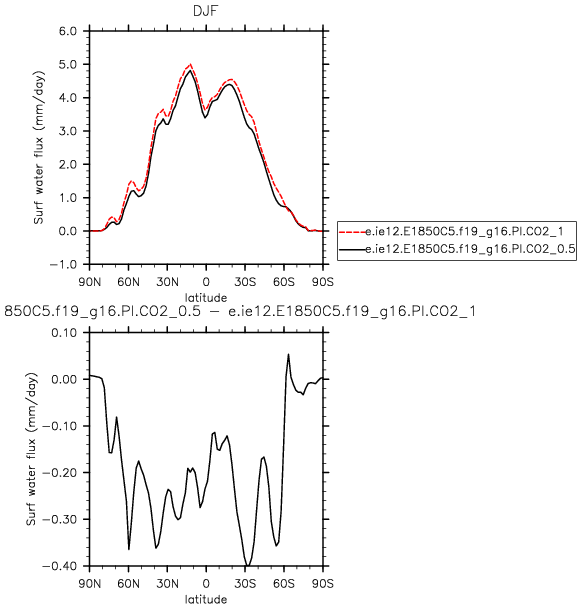 DJF
6.0
5.0
4.0
3.0
2.0
1.0
0.0
−1.0
Surf water flux (mm/day)
90N 60N 30N 0 30S 60S 90S
latitude
e.ie12.E1850C5.f19_g16.PI.CO2_1
e.ie12.E1850C5.f19_g16.PI.CO2_0.5
850C5.f19_g16.PI.CO2_0.5 − e.ie12.E1850C5.f19_g16.PI.CO2_1
0.10
0.00
−0.10
−0.20
−0.30
−0.40
Surf water flux (mm/day)
90N 60N 30N 0 30S 60S 90S
latitude